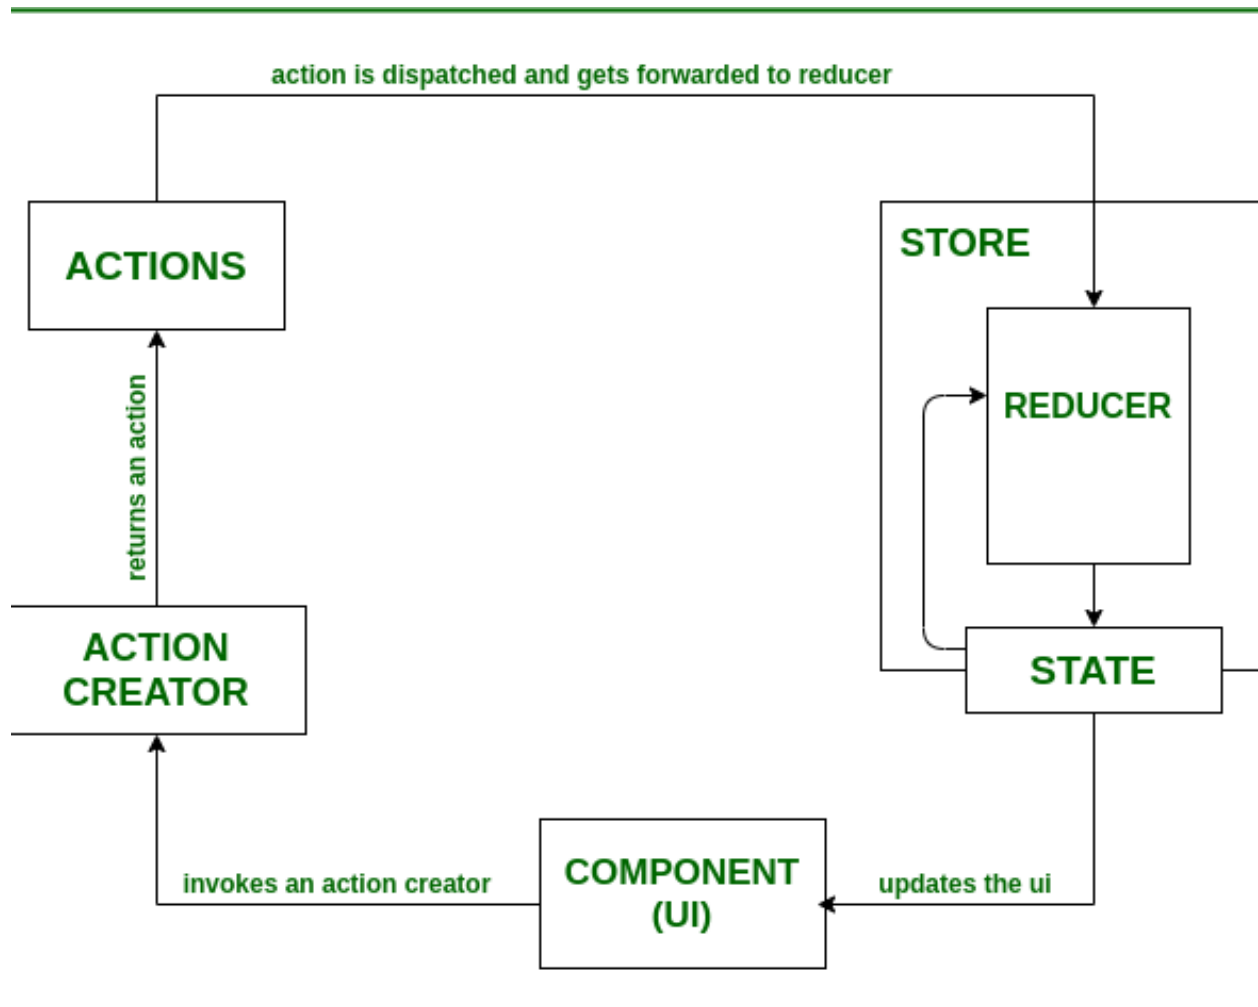 action is dispatched and gets forwarded to reducer
ACTIONS
STORE
REDUCER
returns an action
ACTION
CREATOR
STATE
invokes an action creator
COMPONENT
(UI)
updates the ui